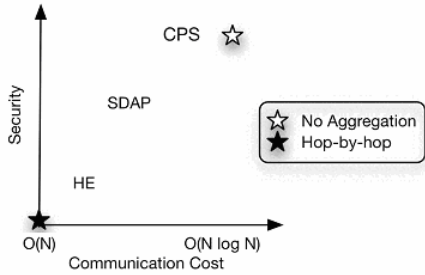 CPS
SDAP
Security
HE
No Aggregation
Hop-by-hop
O(N)
O(N log N)
Communication Cost